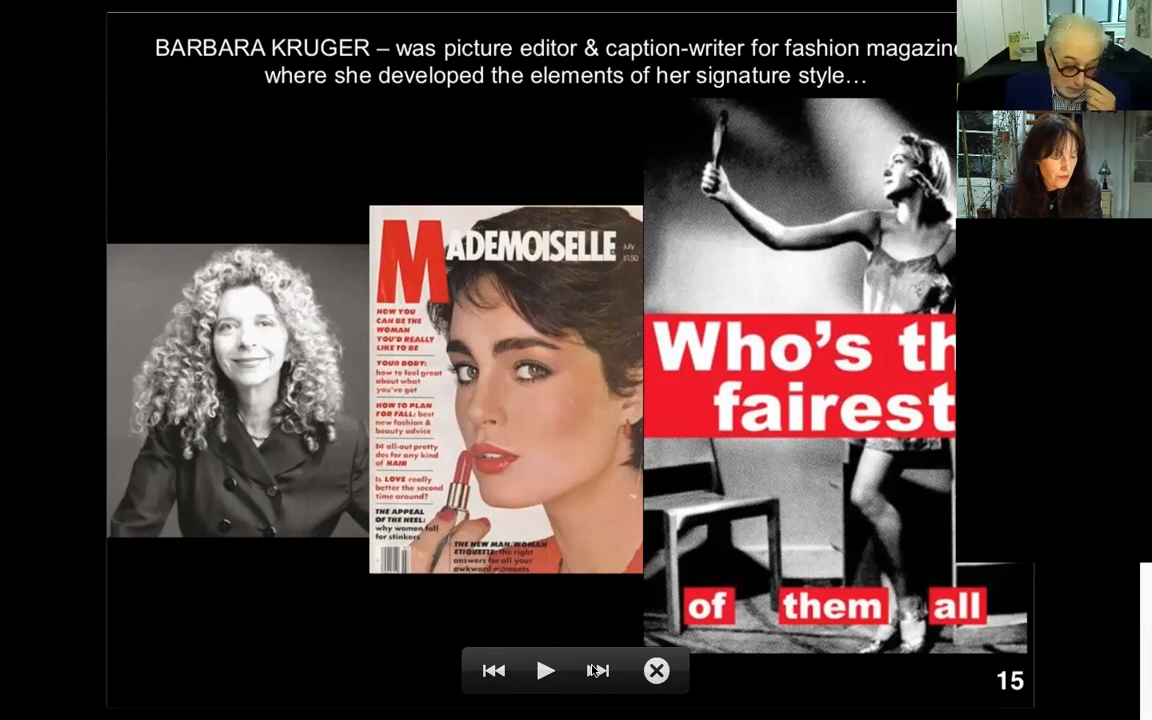 BARBARA KRUGER – was picture editor & caption-writer for fashion magazine
where she developed the elements of her signature style…
MADEMOISELLE
July
$1.50
HOW YOU
CAN BE THE
WOMAN
YOU'D REALLY
LIKE TO BE
YOUR BODY:
how to feel great
about what
you've got
HOW TO PLAN
FOR FALL: best
new fashion &
beauty advice
all-out pretty
dos for any kind
of HAIR
Is LOVE really
better the second
time around?
THE APPEAL
OF THE HEEL:
why women fall
for stinkers
THE NEW MAN/WOMAN
ETIQUETTE: the right
answers for all your
awkward moments
Who's th
fairest
of them all
15